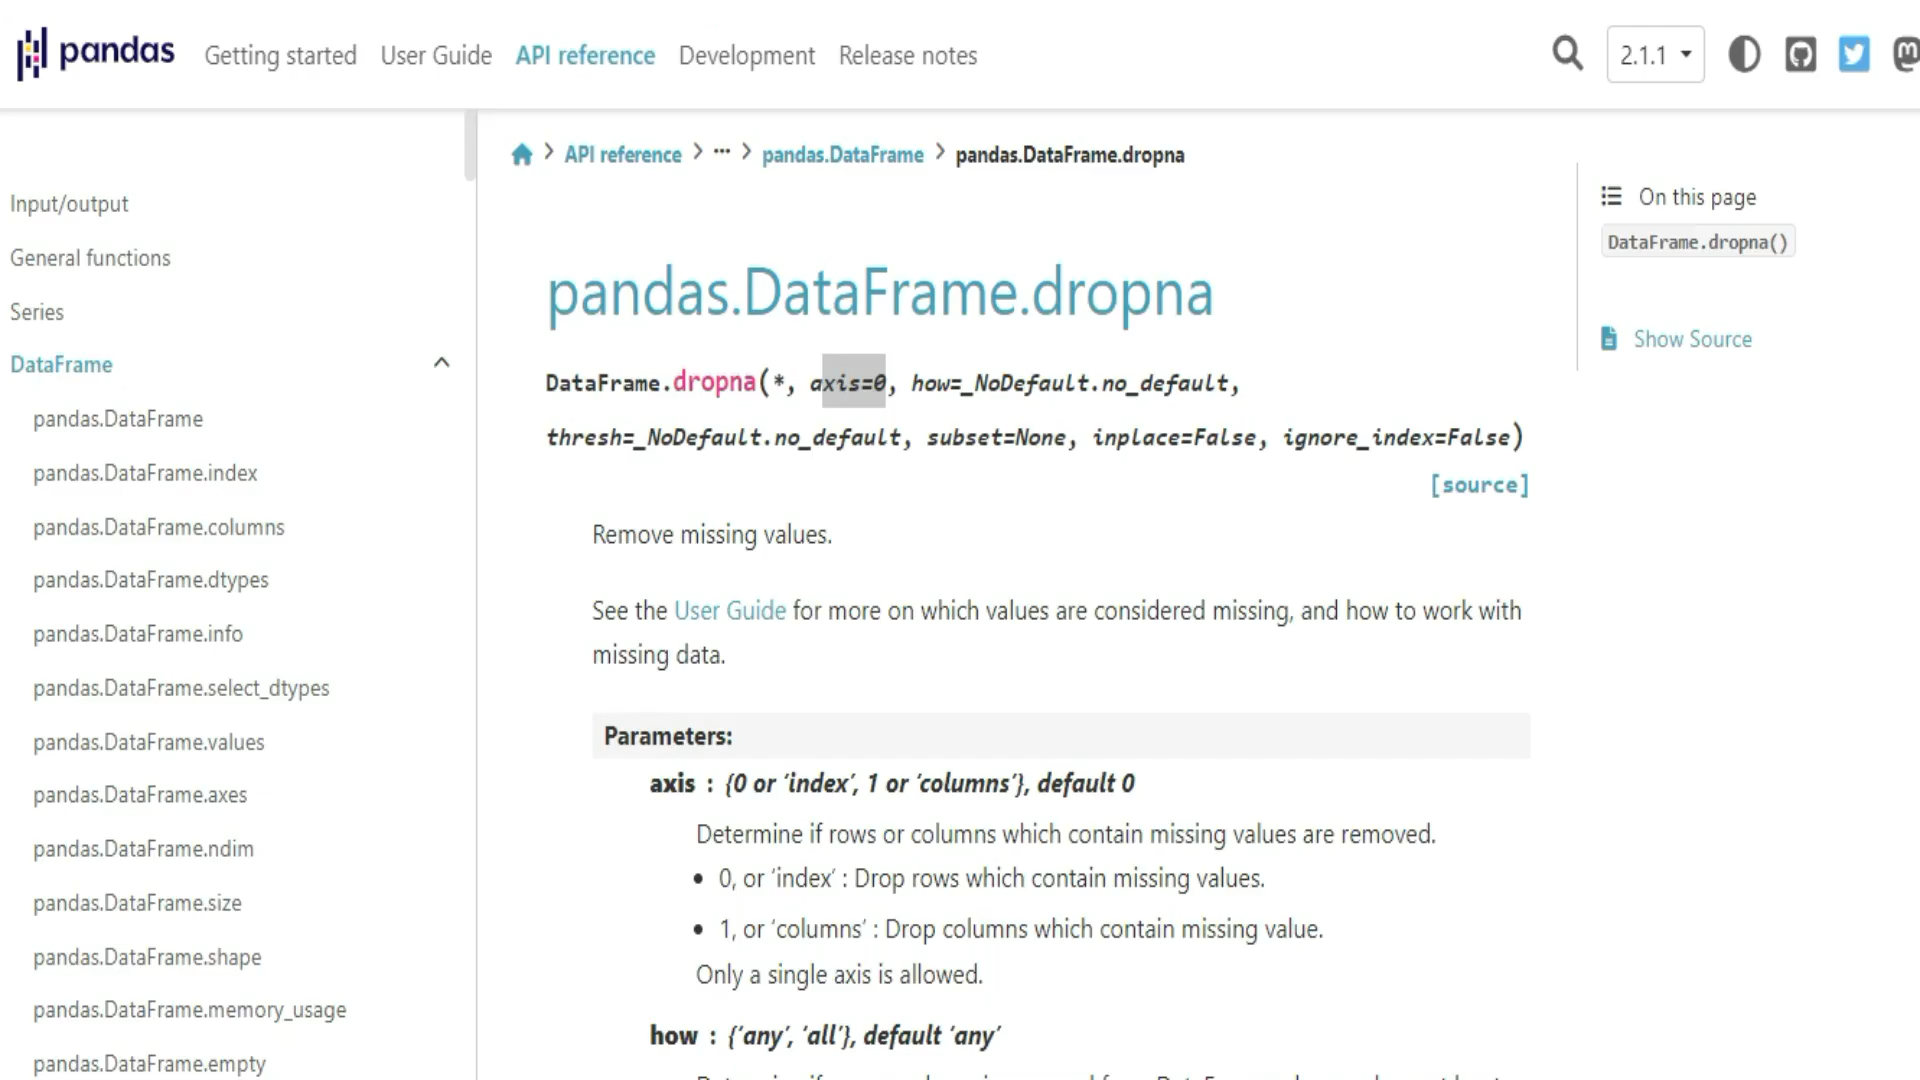 pandas
Getting started
User Guide
API reference
Development
Release notes
2.1.1
Input/output
General functions
Series
DataFrame
pandas.DataFrame
pandas.DataFrame.index
pandas.DataFrame.columns
pandas.DataFrame.dtypes
pandas.DataFrame.info
pandas.DataFrame.select_dtypes
pandas.DataFrame.values
pandas.DataFrame.axes
pandas.DataFrame.ndim
pandas.DataFrame.size
pandas.DataFrame.shape
pandas.DataFrame.memory_usage
pandas.DataFrame.empty
API reference > ··· > pandas.DataFrame > pandas.DataFrame.dropna
pandas.DataFrame.dropna
DataFrame.dropna(*, axis=0, how=_NoDefault.no_default,
thresh=_NoDefault.no_default, subset=None, inplace=False, ignore_index=False)
[source]
Remove missing values.
See the User Guide for more on which values are considered missing, and how to work with
missing data.
Parameters:
axis : {0 or ‘index’, 1 or ‘columns’}, default 0
Determine if rows or columns which contain missing values are removed.
• 0, or ‘index’ : Drop rows which contain missing values.
• 1, or ‘columns’ : Drop columns which contain missing value.
Only a single axis is allowed.
how : {‘any’, ‘all’}, default ‘any’
On this page
DataFrame.dropna()
Show Source